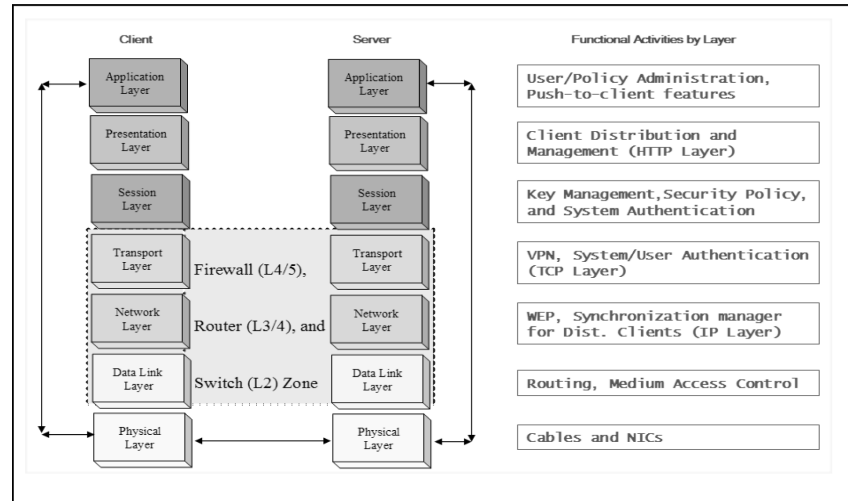 Client
Server
Functional Activities by Layer
Application
Layer
Application
Layer
User/Policy Administration,
Push-to-client features
Presentation
Layer
Presentation
Layer
Client Distribution and
Management (HTTP Layer)
Session
Layer
Session
Layer
Key Management,Security Policy,
and System Authentication
Transport
Layer
Firewall (L4/5),
Transport
Layer
VPN, System/User Authentication
(TCP Layer)
Network
Layer
Router (L3/4), and
Network
Layer
WEP, Synchronization manager
for Dist. Clients (IP Layer)
Data Link
Layer
Switch (L2) Zone
Data Link
Layer
Routing, Medium Access Control
Physical
Layer
Physical
Layer
Cables and NICs